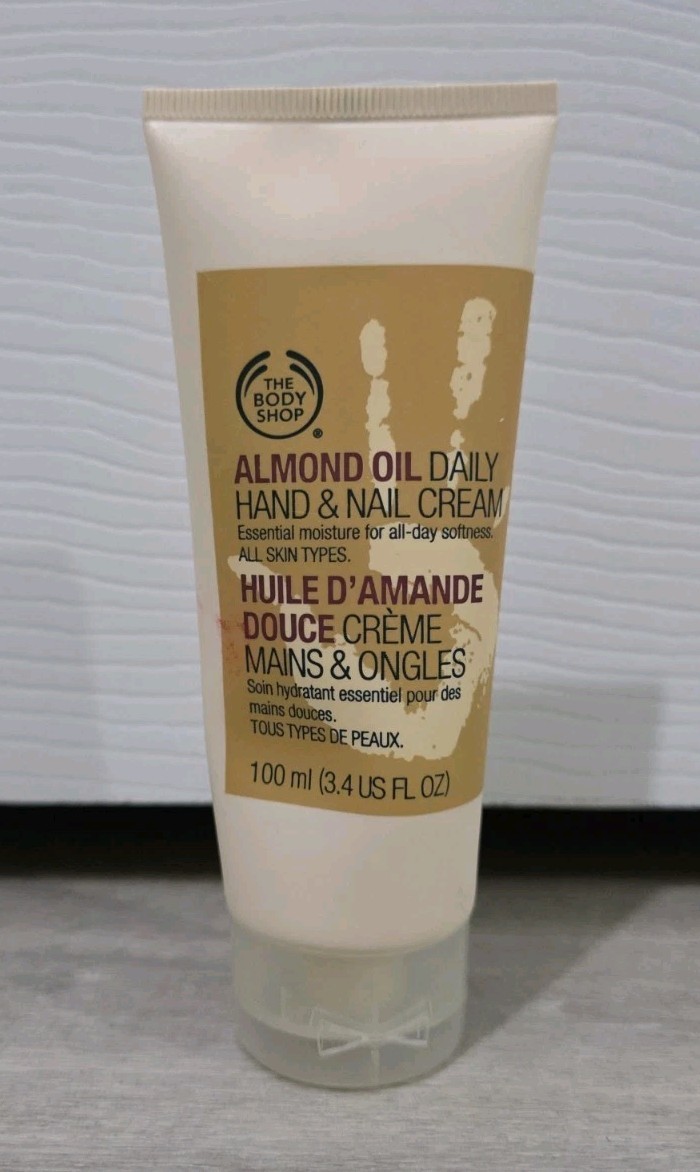 THE
BODY
SHOP
®
ALMOND OIL DAILY
HAND & NAIL CREAM
Essential moisture for all-day softness.
ALL SKIN TYPES.
HUILE D'AMANDE
DOUCE CRÈME
MAINS & ONGLES
Soin hydratant essentiel pour des
mains douces.
TOUS TYPES DE PEAUX.
100 ml (3.4 US FL OZ)